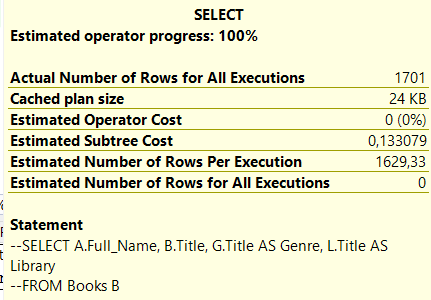 SELECT
Estimated operator progress: 100%
Actual Number of Rows for All Executions 1701
Cached plan size 24 KB
Estimated Operator Cost 0 (0%)
Estimated Subtree Cost 0,133079
Estimated Number of Rows Per Execution 1629,33
Estimated Number of Rows for All Executions 0
Statement
--SELECT A.Full_Name, B.Title, G.Title AS Genre, L.Title AS
Library
--FROM Books B